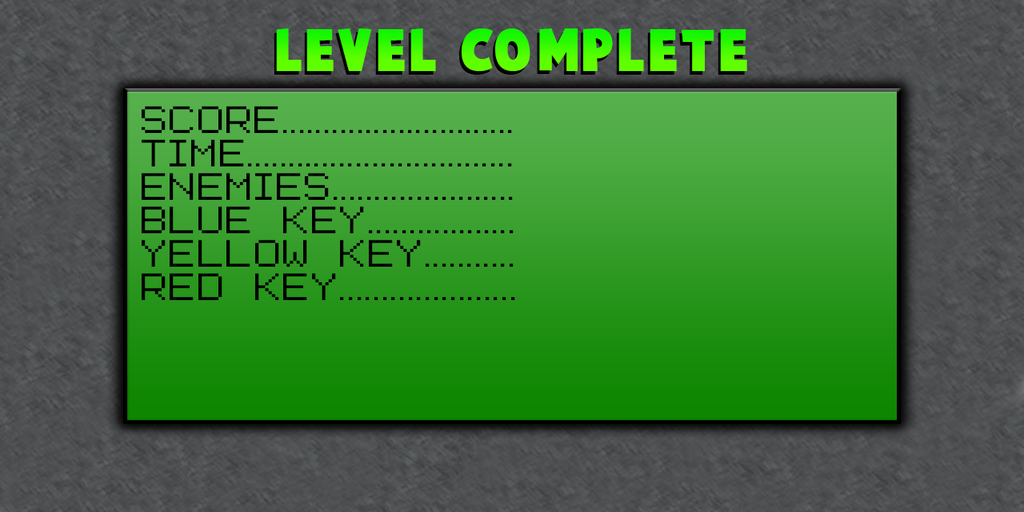 LEVEL COMPLETE
SCORE...........................
TIME...............................
ENEMIES.....................
BLUE KEY.................
YELLOW KEY...........
RED KEY.....................